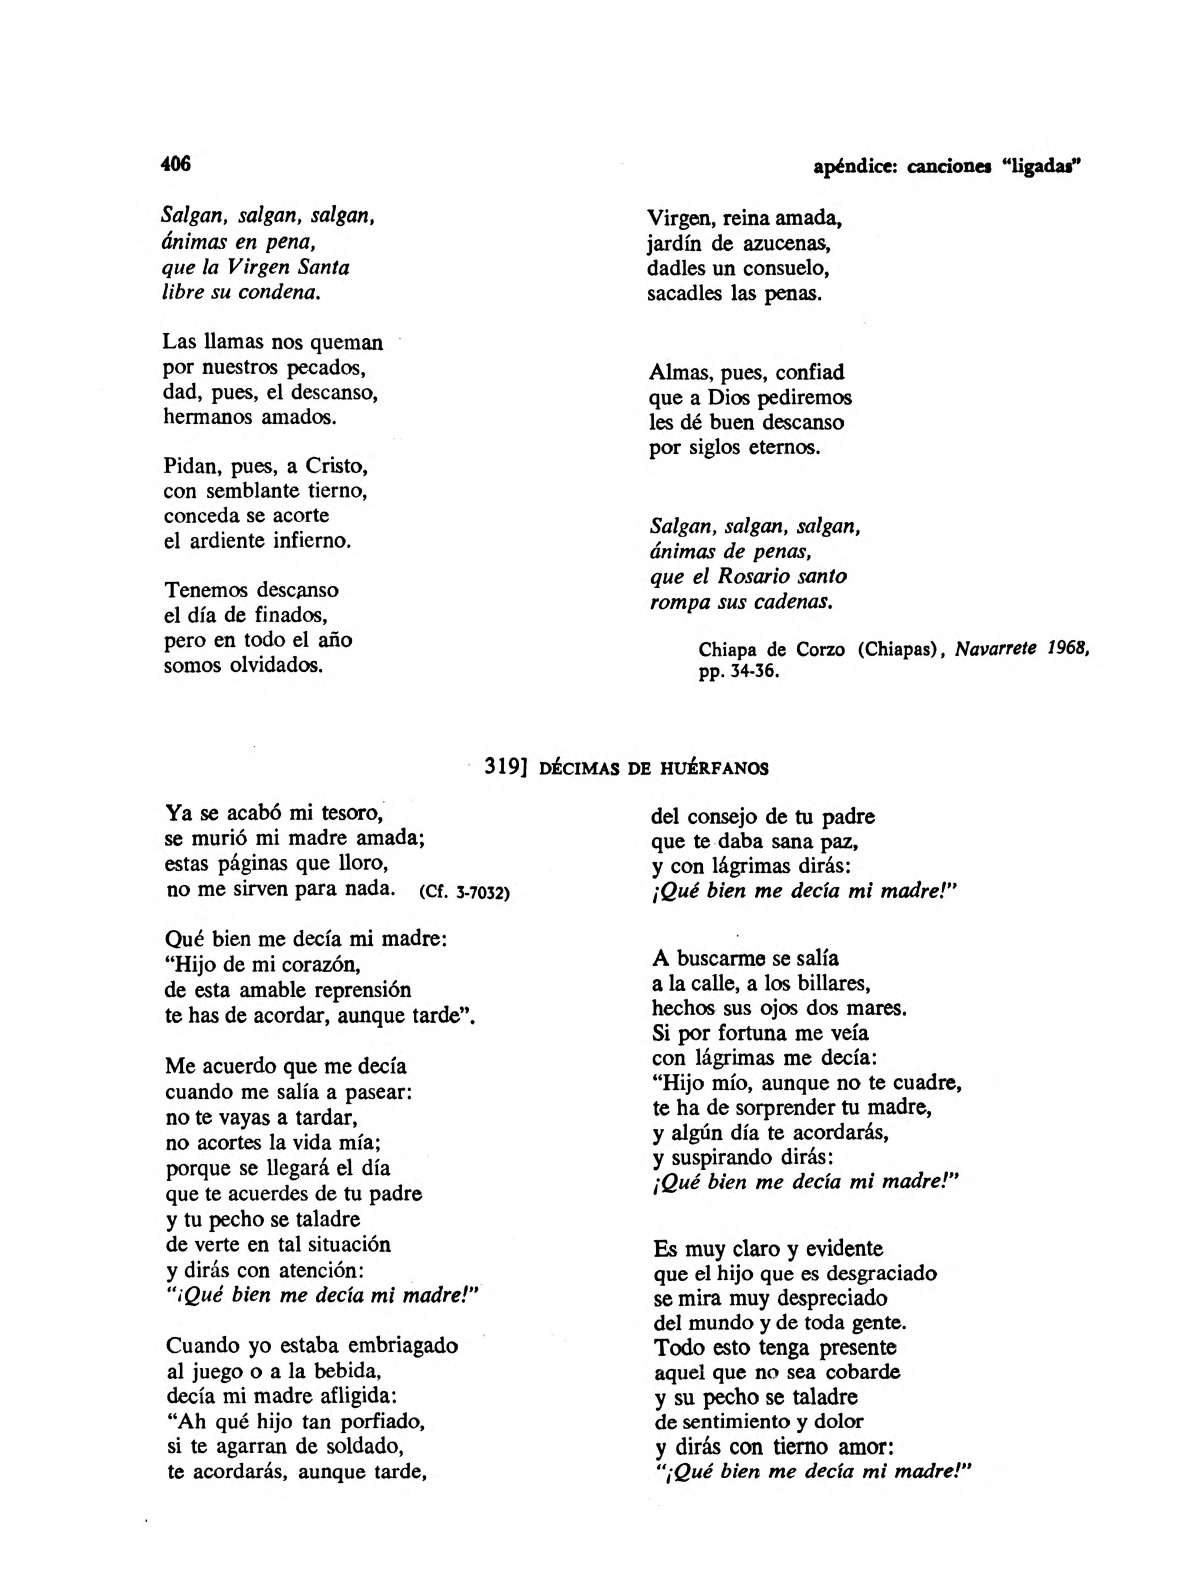 406
apéndice: canciones “ligadas”
Salgan, salgan, salgan,
ánimas en pena,
que la Virgen Santa
libre su condena.
Las llamas nos queman
por nuestros pecados,
dad, pues, el descanso,
hermanos amados.
Pidan, pues, a Cristo,
con semblante tierno,
conceda se acorte
el ardiente infierno.
Tenemos descanso
el día de finados,
pero en todo el año
somos olvidados.
Virgen, reina amada,
jardín de azucenas,
dadles un consuelo,
sacadles las penas.
Almas, pues, confiad
que a Dios pediremos
les dé buen descanso
por siglos eternos.
Salgan, salgan, salgan,
ánimas de penas,
que el Rosario santo
rompa sus cadenas.
Chiapa de Corzo (Chiapas), Navarrete 1968,
pp. 34-36.
319] DÉCIMAS DE HUÉRFANOS
Ya se acabó mi tesoro,
se murió mi madre amada;
estas páginas que lloro,
no me sirven para nada. (Cf. 3-7032)
Qué bien me decía mi madre:
“Hijo de mi corazón,
de esta amable reprensión
te has de acordar, aunque tarde”.
Me acuerdo que me decía
cuando me salía a pasear:
no te vayas a tardar,
no acortes la vida mía;
porque se llegará el día
que te acuerdes de tu padre
y tu pecho se taladre
de verte en tal situación
y dirás con atención:
“¡Qué bien me decía mi madre!”
Cuando yo estaba embriagado
al juego o a la bebida,
decía mi madre afligida:
“Ah qué hijo tan porfiado,
si te agarran de soldado,
te acordarás, aunque tarde,
del consejo de tu padre
que te daba sana paz,
y con lágrimas dirás:
¡Qué bien me decía mi madre!”
A buscarme se salía
a la calle, a los billares,
hechos sus ojos dos mares.
Si por fortuna me veía
con lágrimas me decía:
“Hijo mío, aunque no te cuadre,
te ha de sorprender tu madre,
y algún día te acordarás,
y suspirando dirás:
¡Qué bien me decía mi madre!”
Es muy claro y evidente
que el hijo que es desgraciado
se mira muy despreciado
del mundo y de toda gente.
Todo esto tenga presente
aquel que no sea cobarde
y su pecho se taladre
de sentimiento y dolor
y dirás con tierno amor:
“¡Qué bien me decía mi madre!”